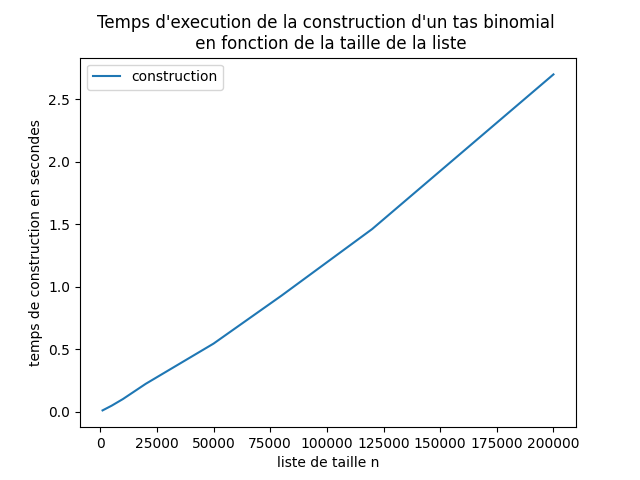 Temps d'execution de la construction d'un tas binomial
en fonction de la taille de la liste
construction
temps de construction en secondes
2.5
2.0
1.5
1.0
0.5
0.0
0 25000 50000 75000 100000 125000 150000 175000 200000
liste de taille n